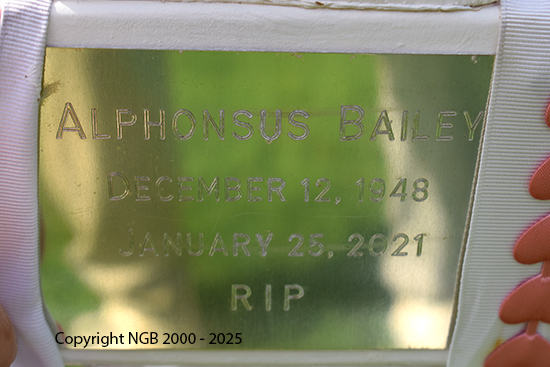 ALPHONSUS BAILEY
DECEMBER 12, 1948
JANUARY 25, 2021
RIP
Copyright NGB 2000 - 2025